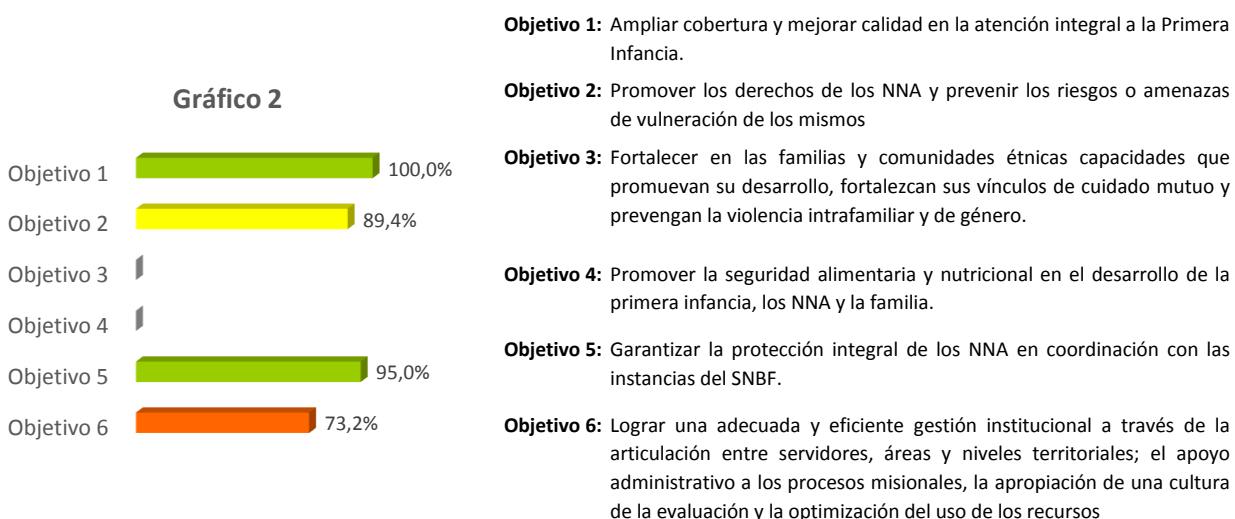 Gráfico 2
Objetivo 1
100,0%
Objetivo 2
89,4%
Objetivo 3
Objetivo 4
Objetivo 5
95,0%
Objetivo 6
73,2%
Objetivo 1: Ampliar cobertura y mejorar calidad en la atención integral a la Primera
Infancia.
Objetivo 2: Promover los derechos de los NNA y prevenir los riesgos o amenazas
de vulneración de los mismos
Objetivo 3: Fortalecer en las familias y comunidades étnicas capacidades que
promuevan su desarrollo, fortalezcan sus vínculos de cuidado mutuo y
prevengan la violencia intrafamiliar y de género.
Objetivo 4: Promover la seguridad alimentaria y nutricional en el desarrollo de la
primera infancia, los NNA y la familia.
Objetivo 5: Garantizar la protección integral de los NNA en coordinación con las
instancias del SNBF.
Objetivo 6: Lograr una adecuada y eficiente gestión institucional a través de la
articulación entre servidores, áreas y niveles territoriales; el apoyo
administrativo a los procesos misionales, la apropiación de una cultura
de la evaluación y la optimización del uso de los recursos